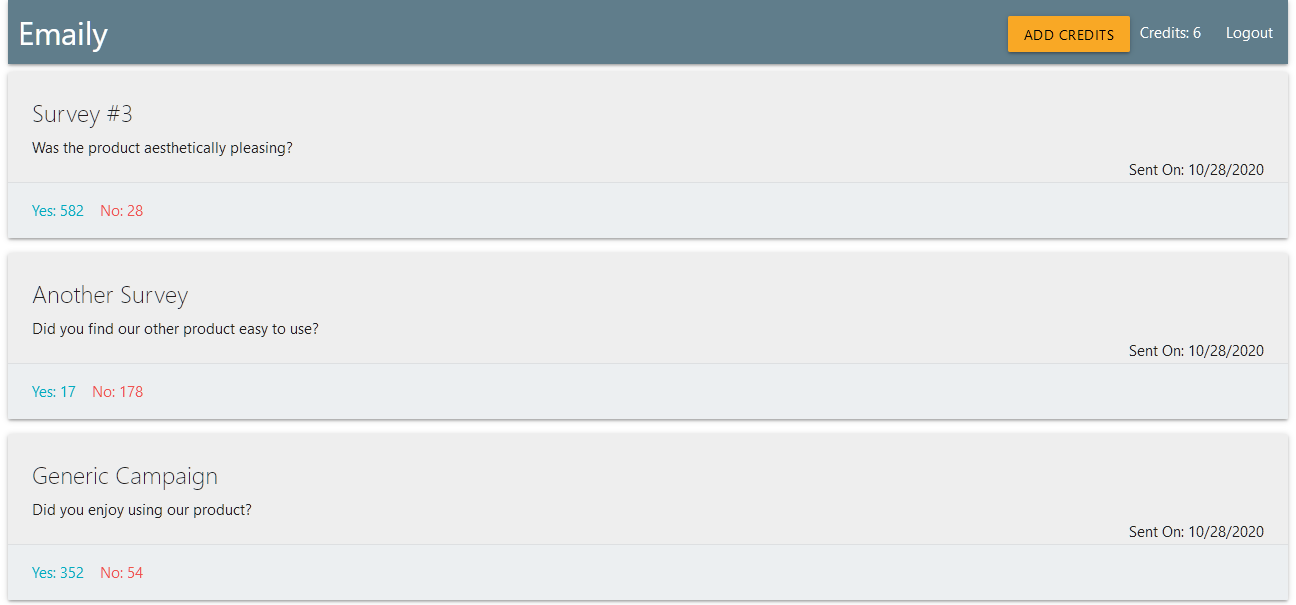 Emaily
ADD CREDITS Credits: 6 Logout
Survey #3
Was the product aesthetically pleasing?
Sent On: 10/28/2020
Yes: 582 No: 28
Another Survey
Did you find our other product easy to use?
Sent On: 10/28/2020
Yes: 17 No: 178
Generic Campaign
Did you enjoy using our product?
Sent On: 10/28/2020
Yes: 352 No: 54